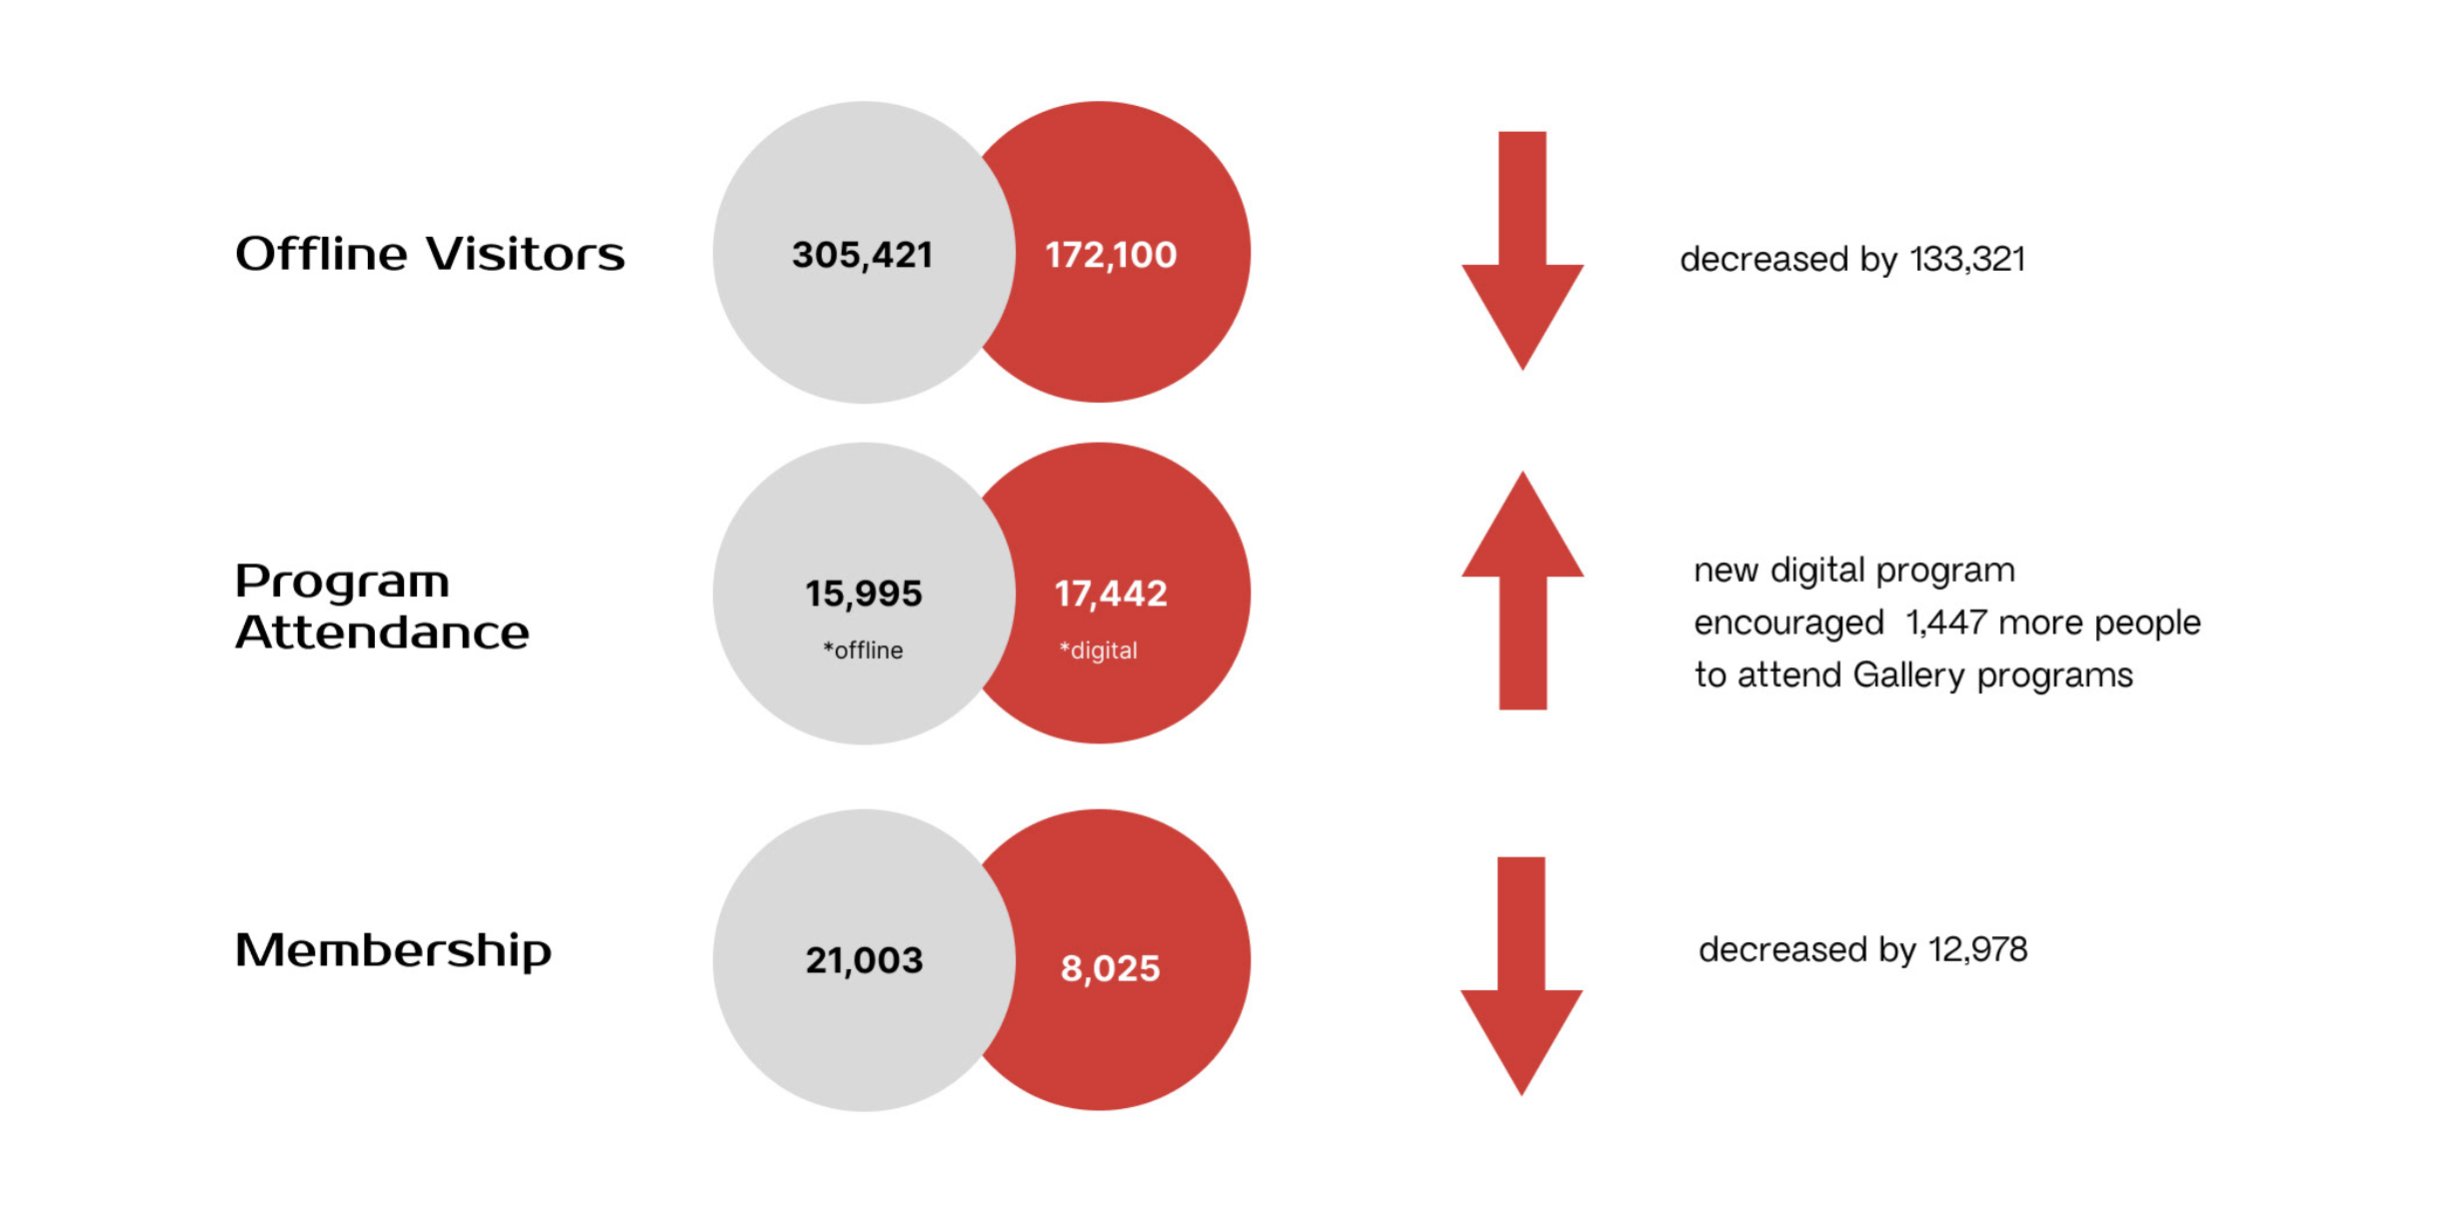 Offline Visitors
305,421
172,100
decreased by 133,321
Program
Attendance
15,995
*offline
17,442
*digital
new digital program
encouraged 1,447 more people
to attend Gallery programs
Membership
21,003
8,025
decreased by 12,978